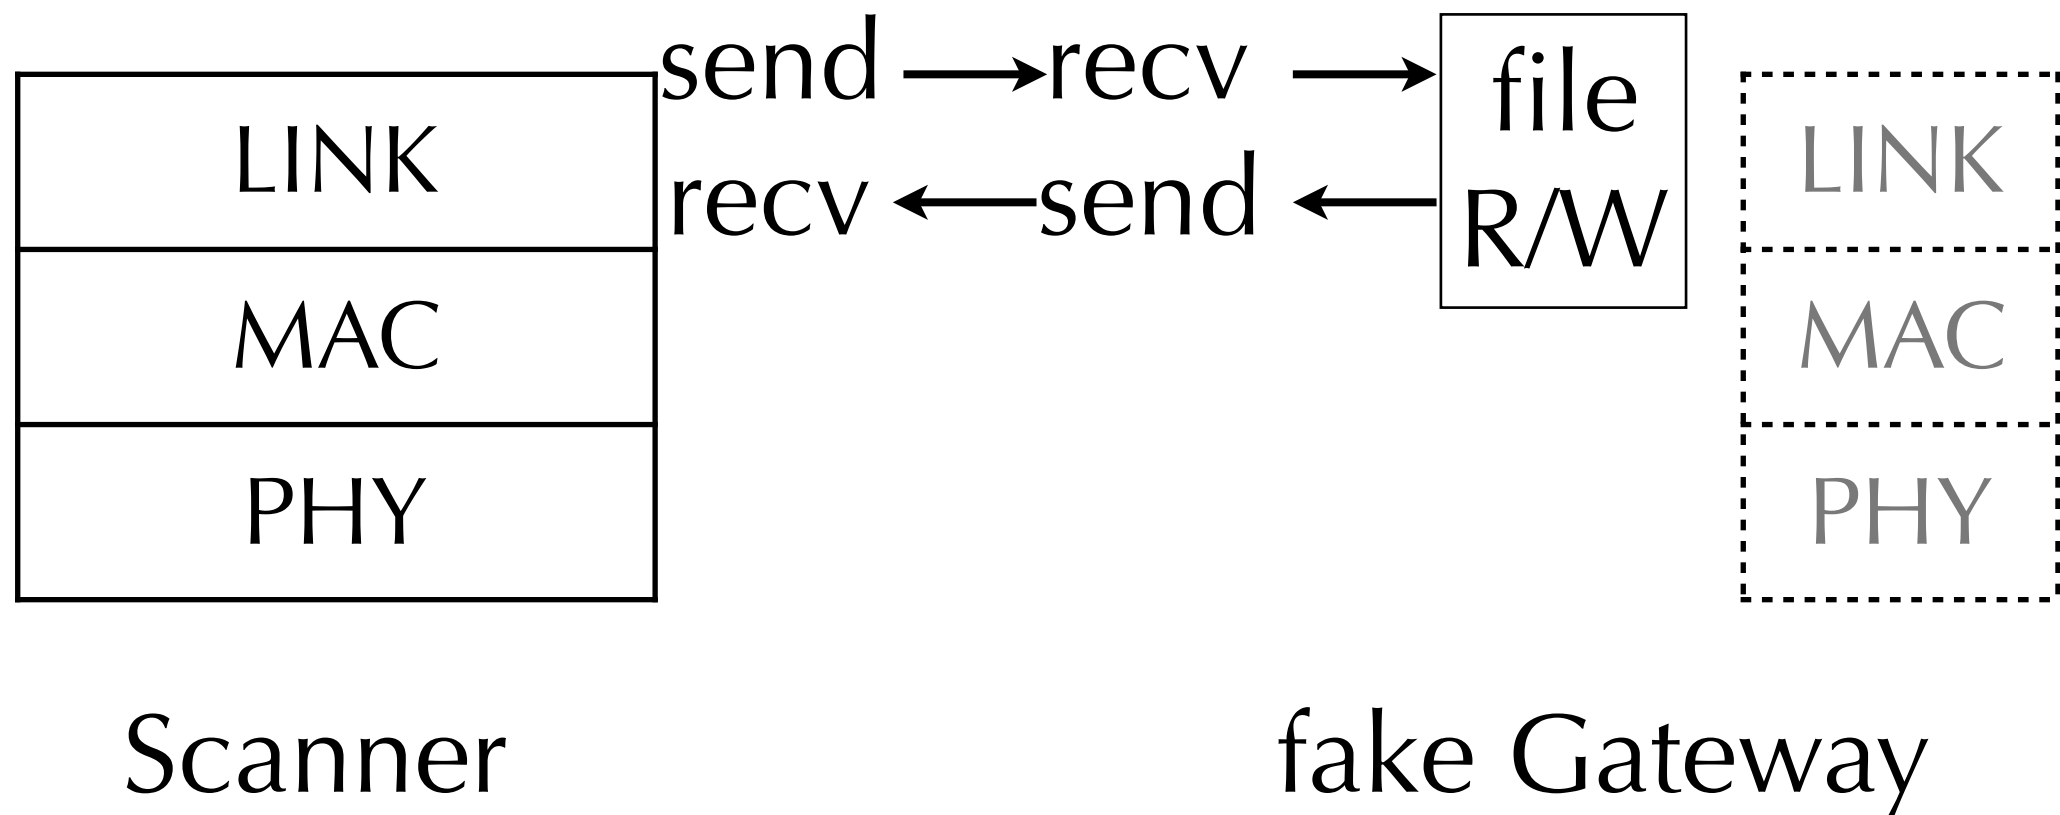 send recv file
recv send R/W
LINK
MAC
PHY
LINK
MAC
PHY
Scanner
fake Gateway